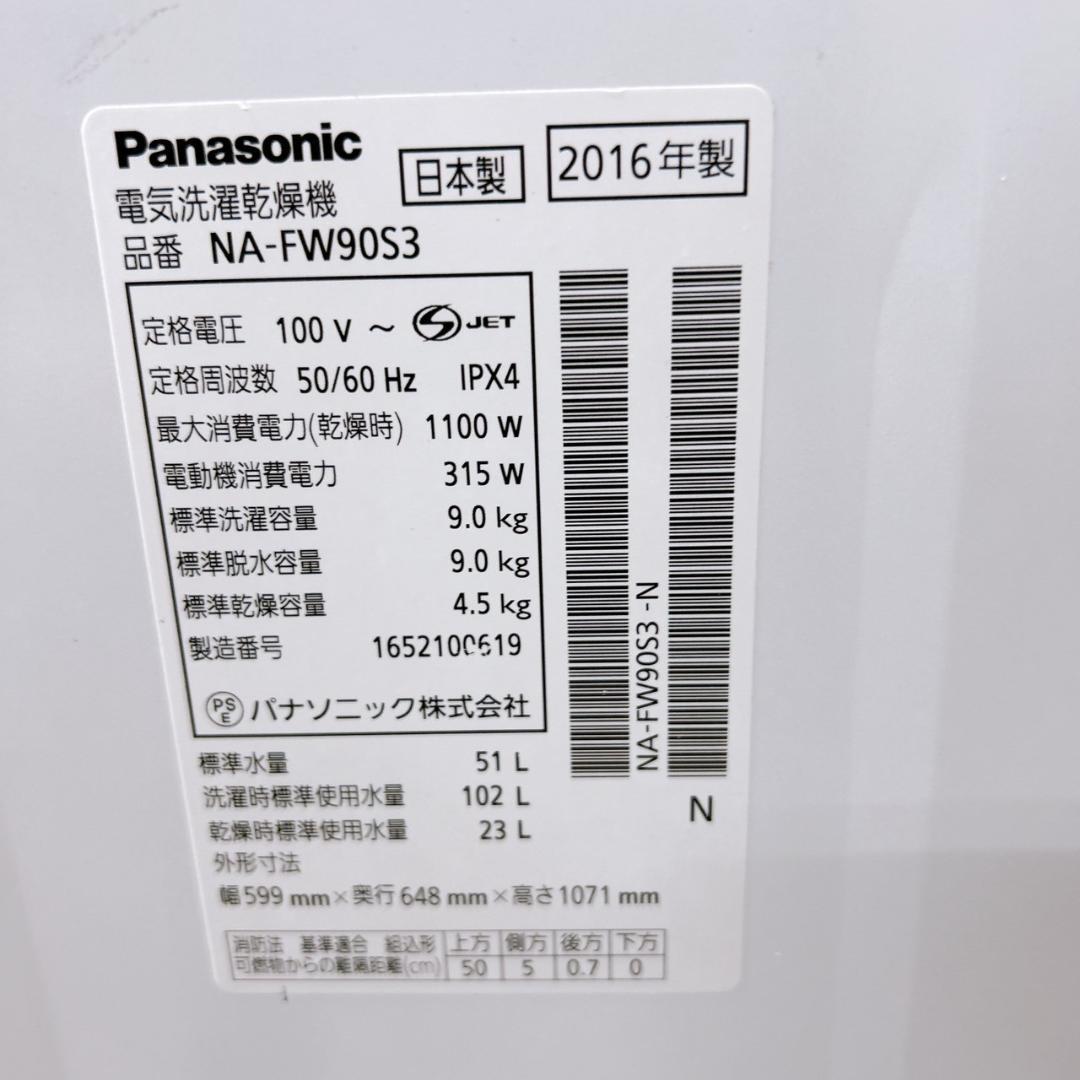 Panasonic
日本製
2016年製
電気洗濯乾燥機
品番 NA-FW90S3
定格電圧 100 V ～ S JET
定格周波数 50/60 Hz IPX4
最大消費電力(乾燥時) 1100 W
電動機消費電力 315 W
標準洗濯容量 9.0 kg
標準脱水容量 9.0 kg
標準乾燥容量 4.5 kg
製造番号
PSE パナソニック株式会社
NA-FW90S3 -N
N
標準水量 51 L
洗濯時標準使用水量 102 L
乾燥時標準使用水量 23 L
外形寸法
幅599 mm×奥行648 mm×高さ1071 mm
消防法 基準適合 組込形 上方 側方 後方 下方
可燃物からの離隔距離(cm) 50 5 0.7 0